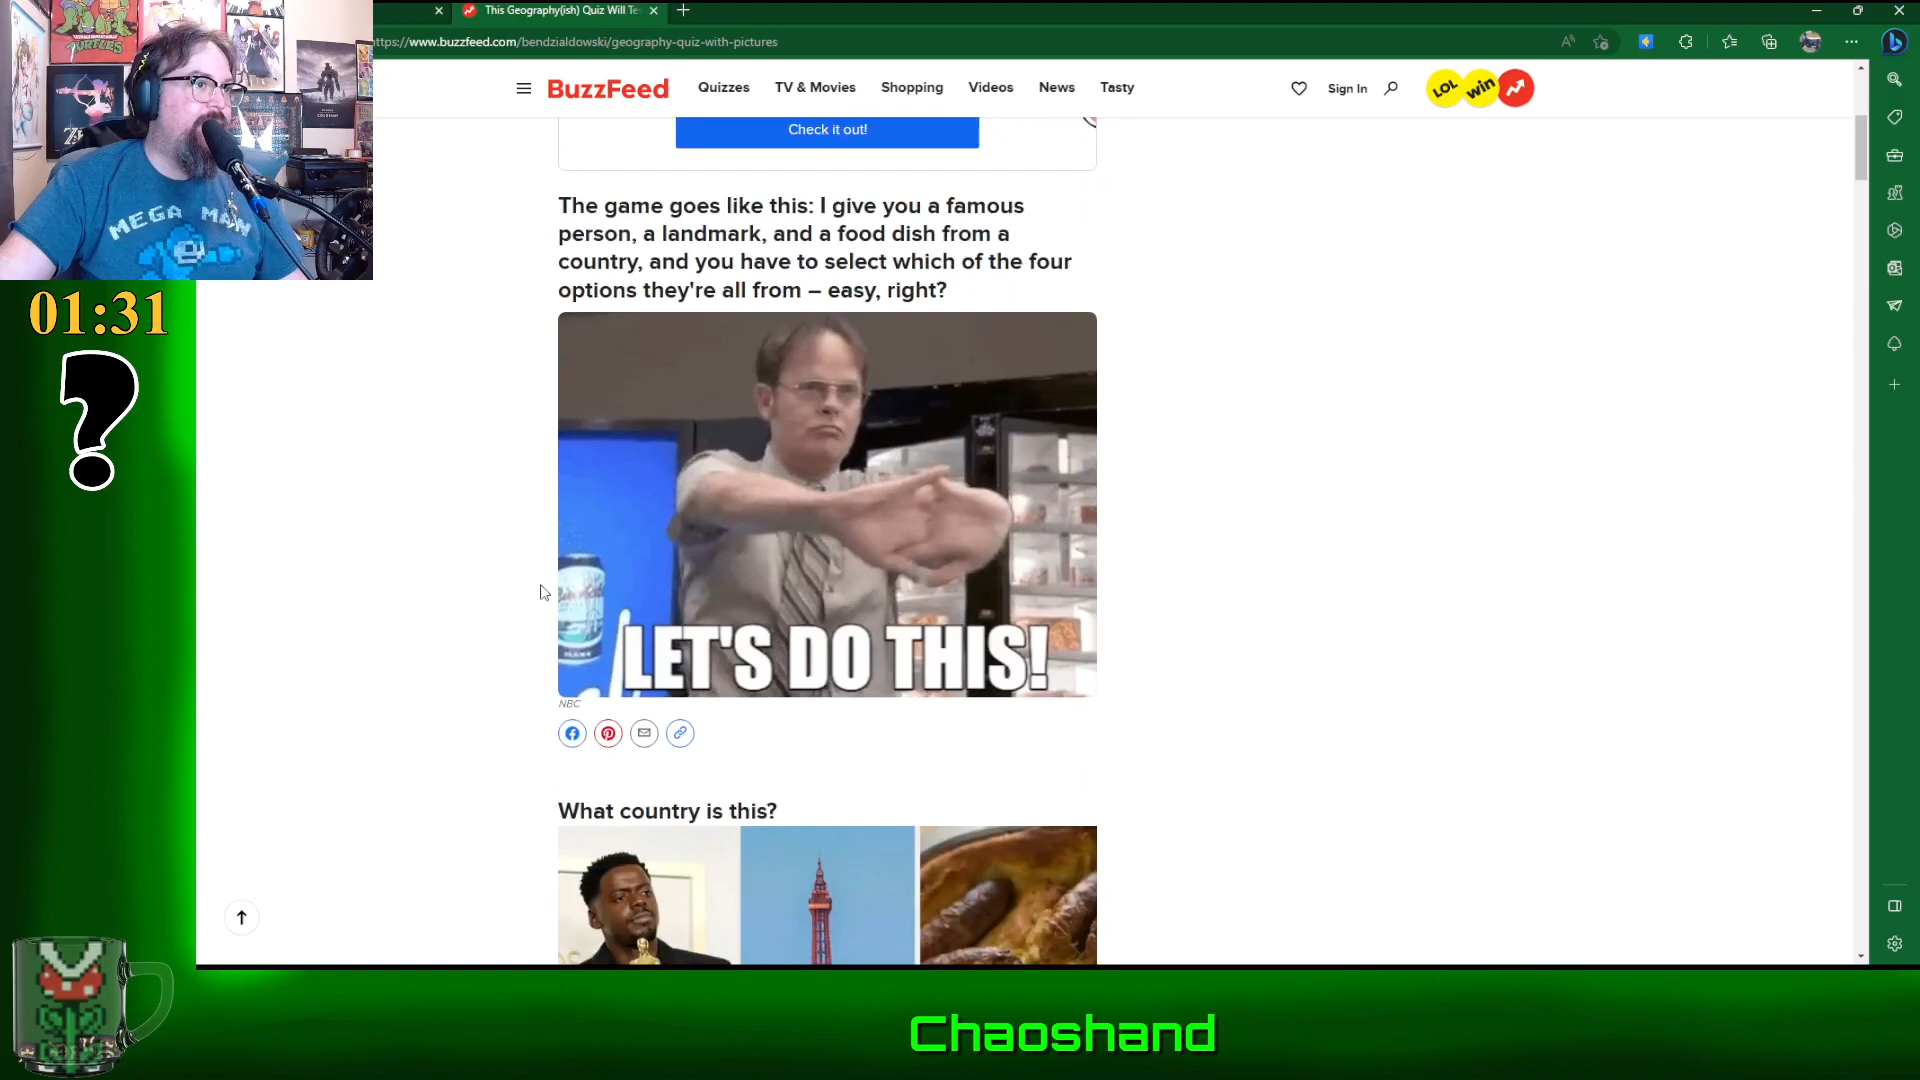 This Geography(ish) Quiz Will Te
https://www.buzzfeed.com/bendzialdowski/geography-quiz-with-pictures
BuzzFeed
Quizzes
TV & Movies
Shopping
Videos
News
Tasty
Sign In
LOL
win
Check it out!
TURTLES
MEGA MAN
01:31
?
The game goes like this: I give you a famous
person, a landmark, and a food dish from a
country, and you have to select which of the four
options they're all from – easy, right?
LET'S DO THIS!
NBC
What country is this?
Chaoshand